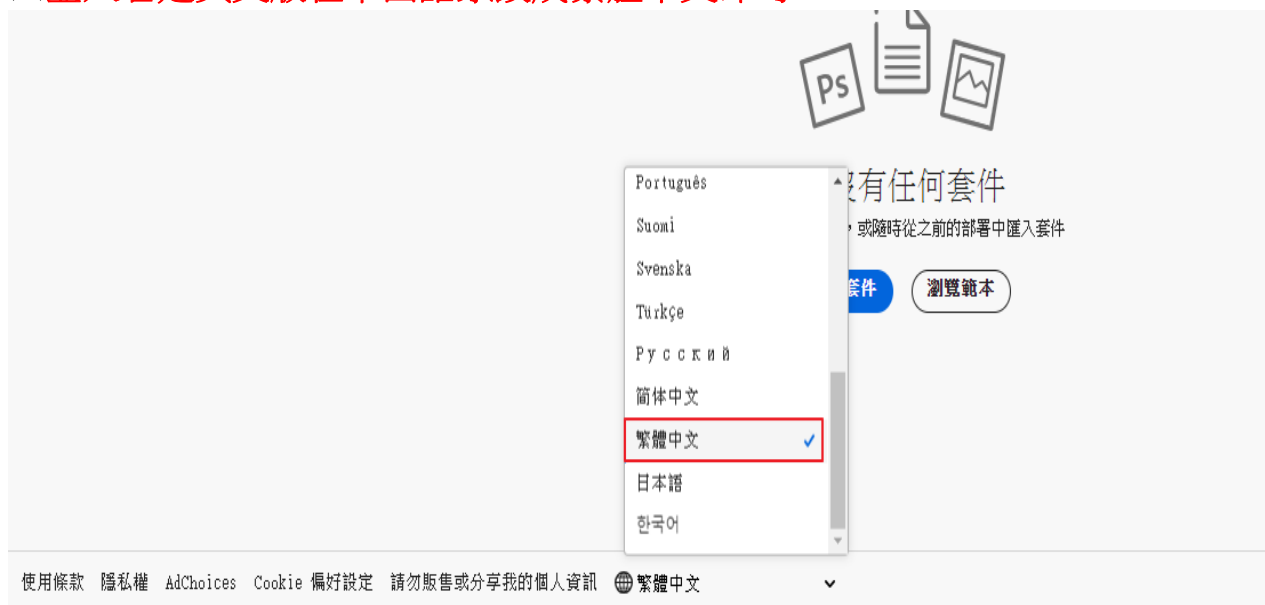 Ps
有任何套件
，或隨時從之前的部署中匯入套件
套件 瀏覽範本
Português
Suomi
Svenska
Türkçe
Русский
简体中文
繁體中文
日本語
한국어
使用條款 隱私權 AdChoices Cookie 偏好設定 請勿販售或分享我的個人資訊 繁體中文